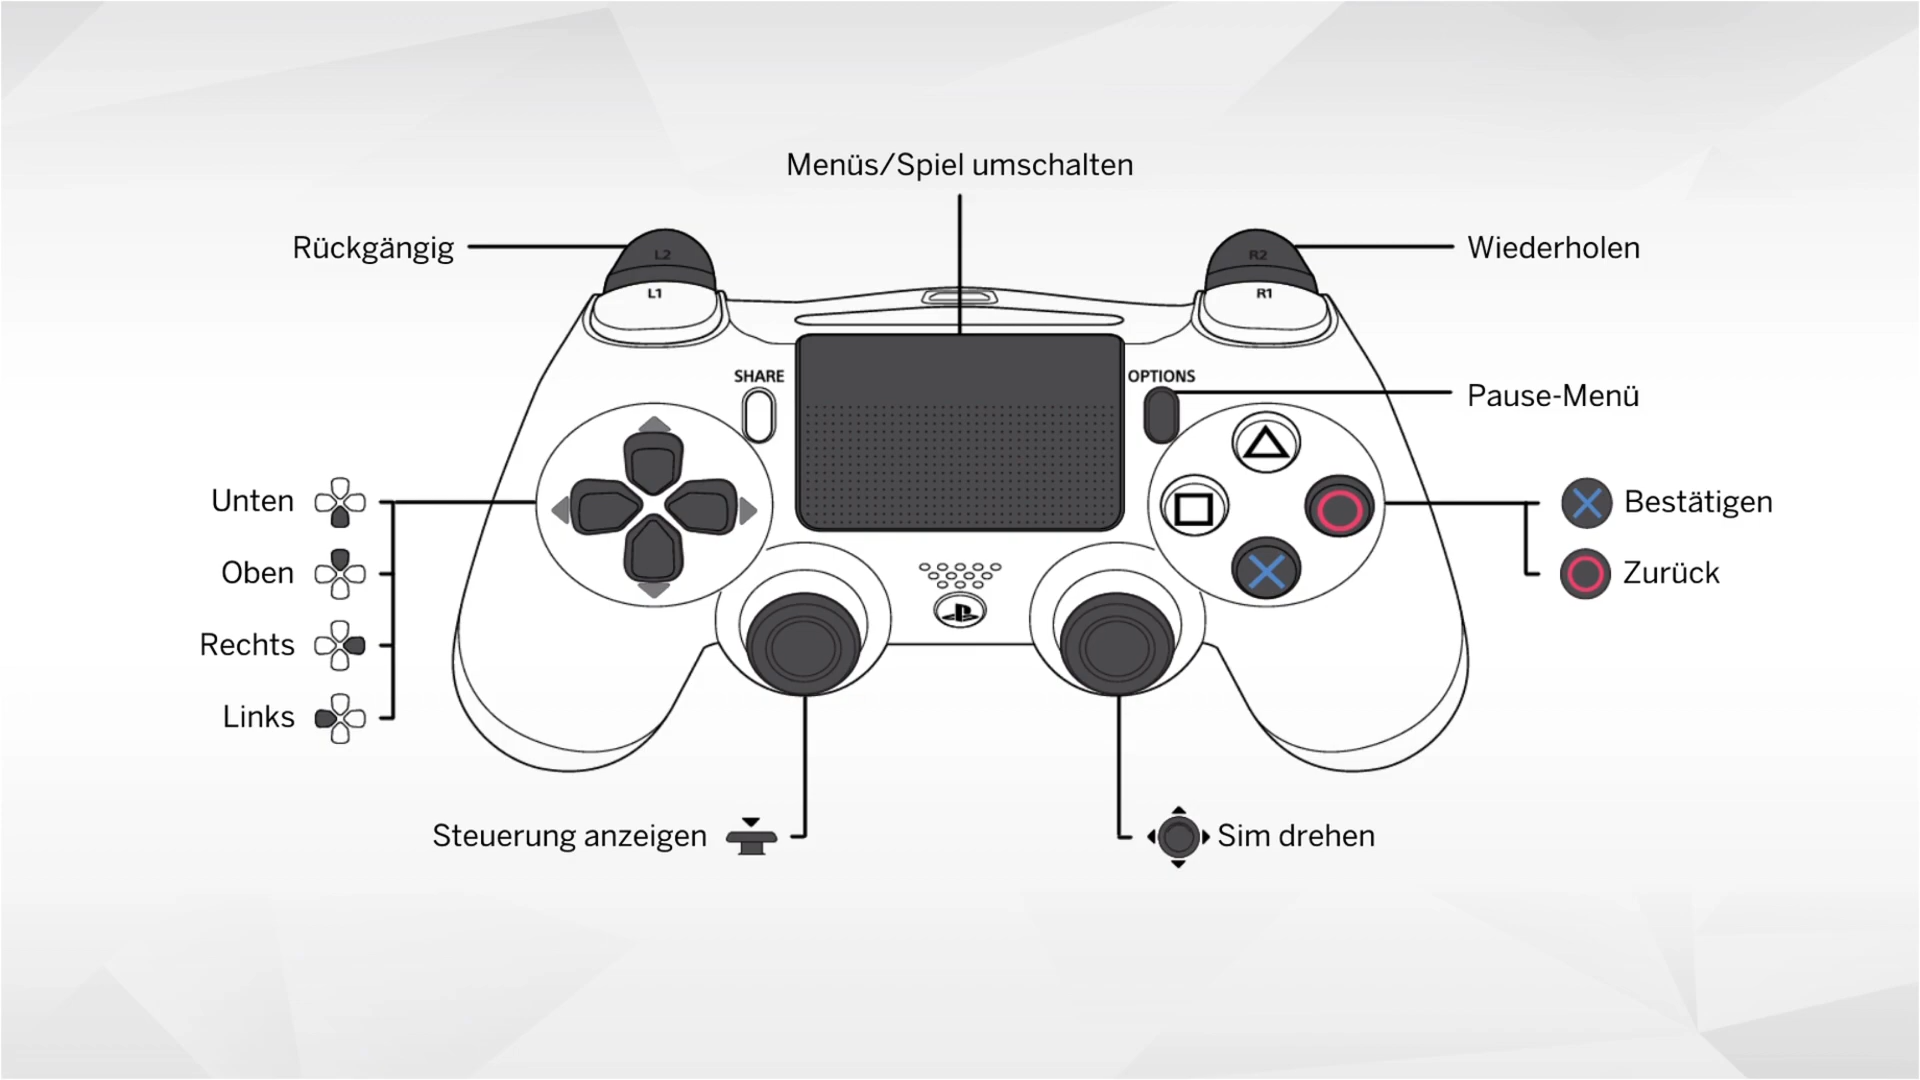 Menüs/Spiel umschalten
Rückgängig
L2
R2
Wiederholen
L1
R1
SHARE
OPTIONS
Pause-Menü
Unten
Bestätigen
Oben
Zurück
Rechts
Links
Steuerung anzeigen
Sim drehen